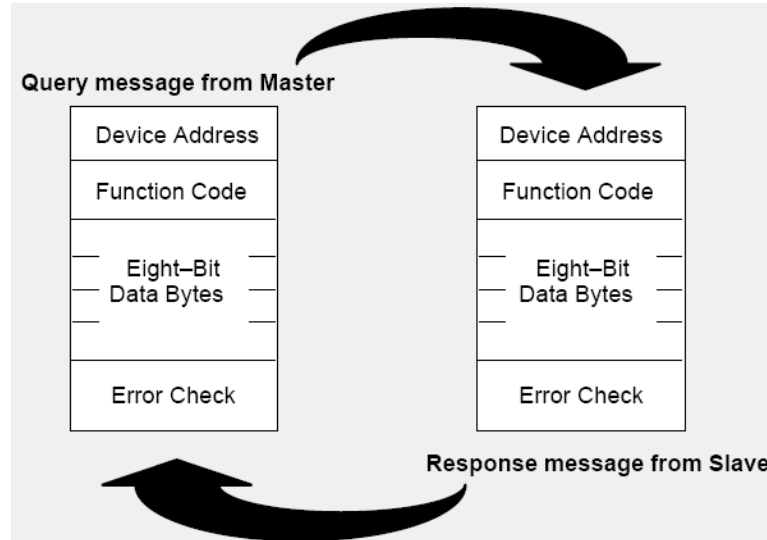 Query message from Master
Device Address
Function Code
Eight–Bit
Data Bytes
Error Check
Device Address
Function Code
Eight–Bit
Data Bytes
Error Check
Response message from Slave